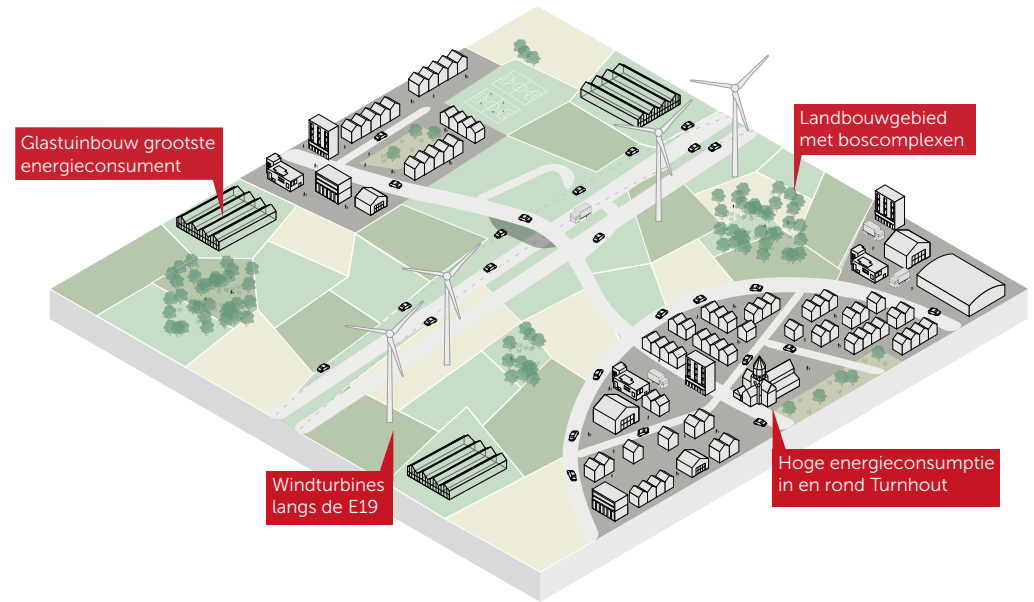 Landbouwgebied
met boscomplexen
Glastuinbouw grootste
energieconsument
Hoge energieconsumptie
in en rond Turnhout
Windturbines
langs de E19